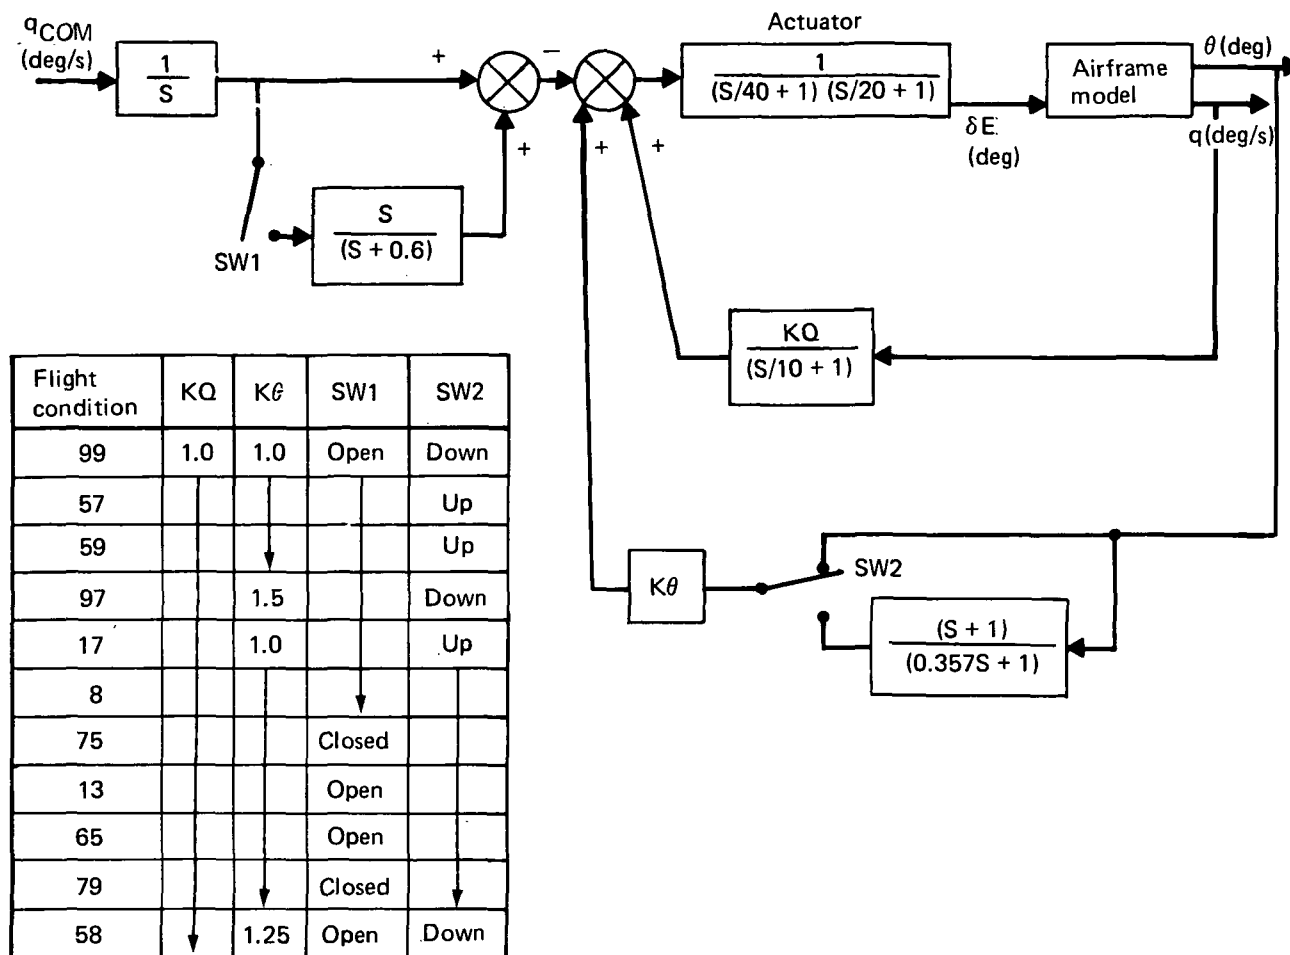 qCOM
(deg/s)
1
S
+
−
+
+
+
Actuator
1
(S/40 + 1) (S/20 + 1)
δE
(deg)
Airframe
model
θ(deg)
q(deg/s)
SW1
S
(S + 0.6)
KQ
(S/10 + 1)
Kθ
SW2
(S + 1)
(0.357S + 1)
Flight condition KQ Kθ SW1 SW2
99 1.0 1.0 Open Down
57 Up
59 Up
97 1.5 Down
17 1.0 Up
8
75 Closed
13 Open
65 Open
79 Closed
58 1.25 Open Down